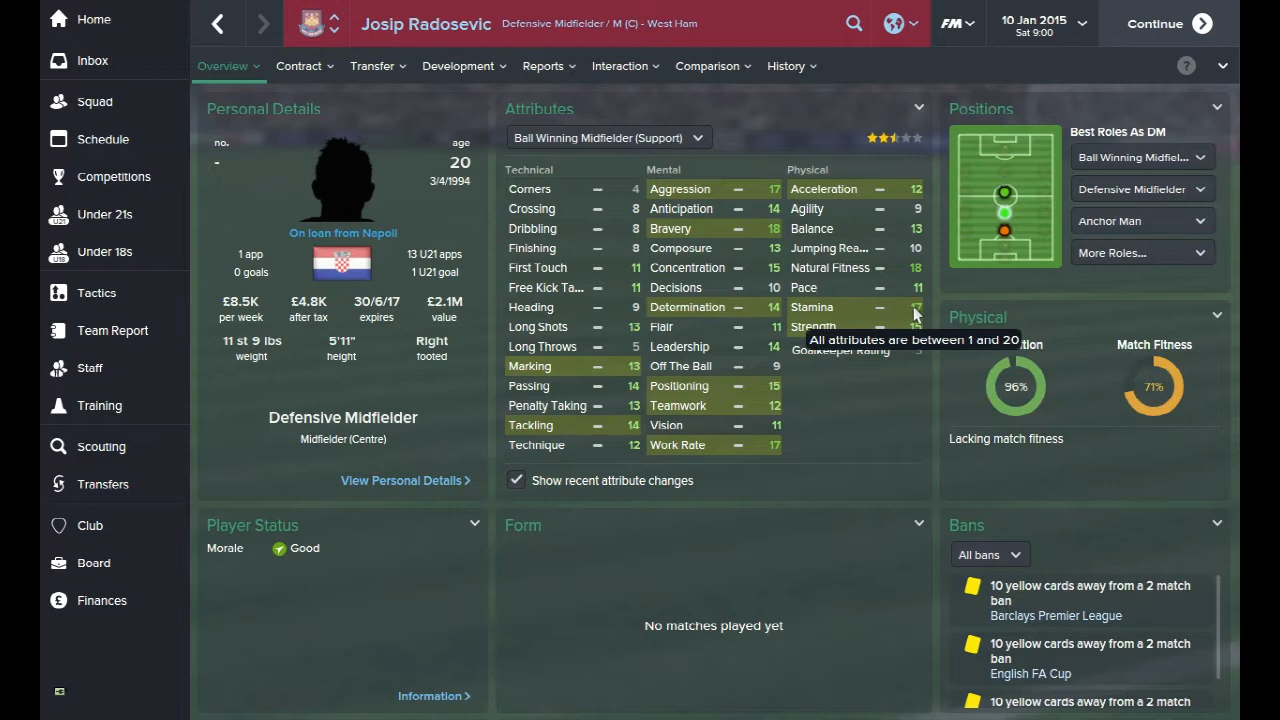 Home
Inbox
Squad
Schedule
Competitions
U21 Under 21s
U18 Under 18s
Tactics
Team Report
Staff
Training
Scouting
Transfers
Club
Board
£ Finances
Josip Radosevic
Defensive Midfielder / M (C) - West Ham
FM
10 Jan 2015
Sat 9:00
Continue
Overview Contract Transfer Development Reports Interaction Comparison History ?
Personal Details
no. age
- 20
3/4/1994
On loan from Napoli
1 app 13 U21 apps
0 goals 1 U21 goal
£8.5K £4.8K 30/6/17 £2.1M
per week after tax expires value
11 st 9 lbs 5'11" Right
weight height footed
Defensive Midfielder
Midfielder (Centre)
View Personal Details >
Attributes
Ball Winning Midfielder (Support)
Technical Mental Physical
Corners - 4 Aggression - 17 Acceleration - 12
Crossing - 8 Anticipation - 14 Agility - 9
Dribbling - 8 Bravery - 18 Balance - 13
Finishing - 8 Composure - 13 Jumping Rea... - 10
First Touch - 11 Concentration - 15 Natural Fitness - 18
Free Kick Ta... - 11 Decisions - 10 Pace - 11
Heading - 9 Determination - 14 Stamina - 17
Long Shots - 13 Flair - 11 Strength - 15
Long Throws - 5 Leadership - 14 Goalkeeper Rating
All attributes are between 1 and 20
Marking - 13 Off The Ball - 9
Passing - 14 Positioning - 15
Penalty Taking - 13 Teamwork - 12
Tackling - 14 Vision - 11
Technique - 12 Work Rate - 17
Show recent attribute changes
Positions
Best Roles As DM
Ball Winning Midfiel...
Defensive Midfielder
Anchor Man
More Roles...
Physical
Match Fitness
96% 71%
Lacking match fitness
Player Status
Morale Good
Information >
Form
No matches played yet
Bans
All bans
10 yellow cards away from a 2 match
ban
Barclays Premier League
10 yellow cards away from a 2 match
ban
English FA Cup
10 yellow cards away from a 2 match